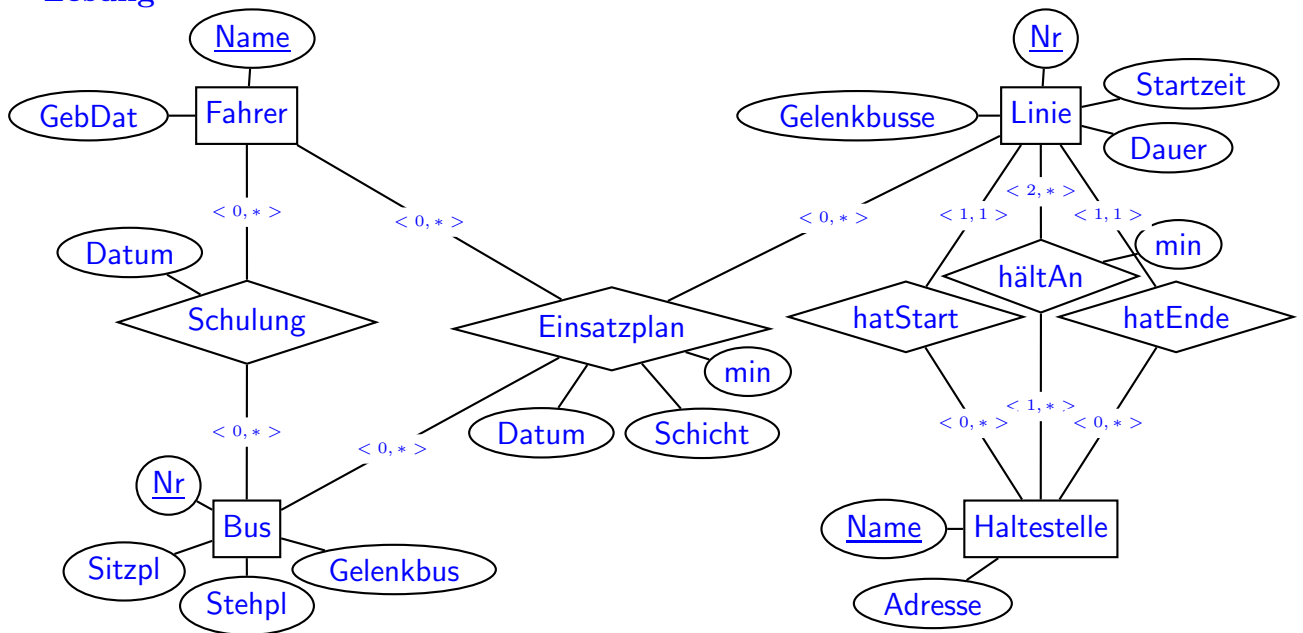 Name
Nr
GebDat
Fahrer
Gelenkbusse
Linie
Startzeit
Dauer
< 0, ∗ >
< 0, ∗ >
< 0, ∗ >
< 1, 1 >
< 2, ∗ >
< 1, 1 >
Datum
min
hältAn
Schulung
Einsatzplan
hatStart
hatEnde
min
Datum
Schicht
< 0, ∗ >
< 0, ∗ >
< 0, ∗ >
< 1, ∗ >
< 0, ∗ >
Nr
Bus
Name
Haltestelle
Sitzpl
Gelenkbus
Stehpl
Adresse